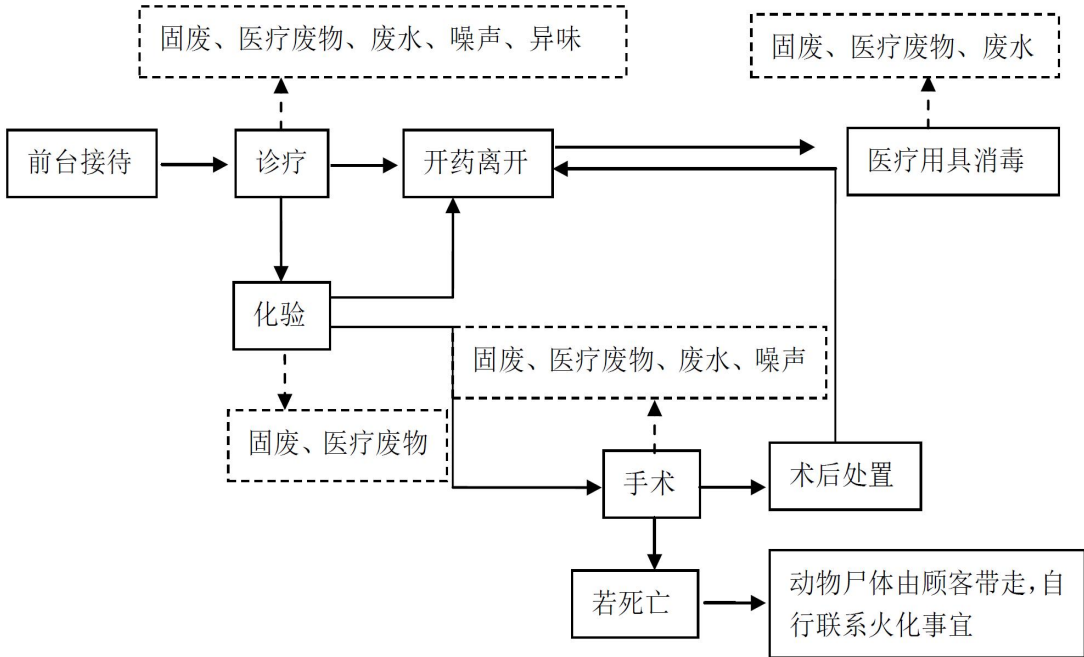 固废、医疗废物、废水、噪声、异味
固废、医疗废物、废水
前台接待
诊疗
开药离开
医疗用具消毒
化验
固废、医疗废物、废水、噪声
固废、医疗废物
手术
术后处置
若死亡
动物尸体由顾客带走,自
行联系火化事宜